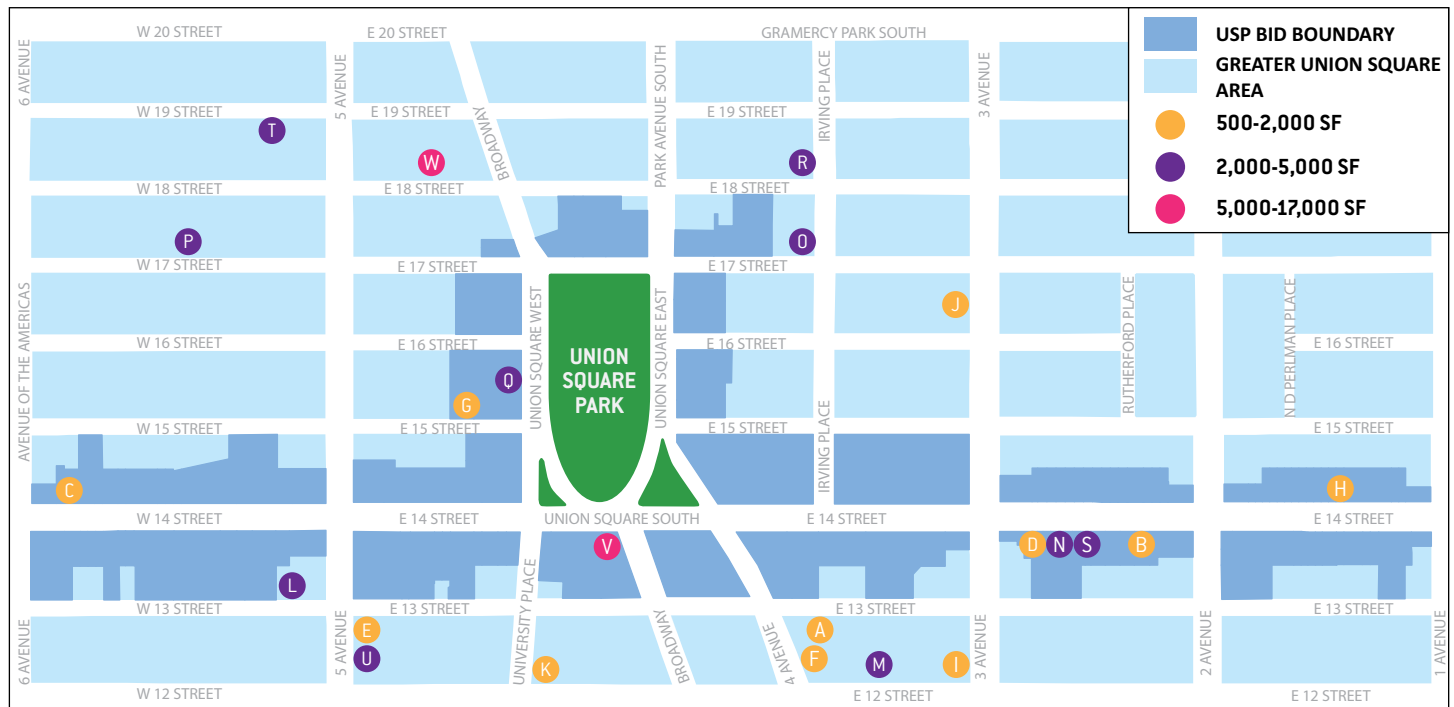 W 20 STREET
E 20 STREET
GRAMERCY PARK SOUTH
USP BID BOUNDARY
GREATER UNION SQUARE
AREA
500-2,000 SF
2,000-5,000 SF
5,000-17,000 SF
6 AVENUE
5 AVENUE
BROADWAY
PARK AVENUE SOUTH
IRVING PLACE
3 AVENUE
W 19 STREET
E 19 STREET
E 19 STREET
T
W
R
W 18 STREET
E 18 STREET
E 18 STREET
P
O
W 17 STREET
E 17 STREET
E 17 STREET
AVENUE OF THE AMERICAS
UNION SQUARE WEST
UNION SQUARE EAST
RUTHERFORD PLACE
N D PERLMAN PLACE
J
W 16 STREET
E 16 STREET
E 16 STREET
E 16 STREET
UNION
SQUARE
PARK
Q
G
W 15 STREET
E 15 STREET
E 15 STREET
E 15 STREET
IRVING PLACE
C
H
W 14 STREET
E 14 STREET
UNION SQUARE SOUTH
E 14 STREET
E 14 STREET
V
D
N
S
B
L
W 13 STREET
E 13 STREET
E 13 STREET
E 13 STREET
6 AVENUE
5 AVENUE
UNIVERSITY PLACE
BROADWAY
4 AVENUE
3 AVENUE
2 AVENUE
1 AVENUE
E
A
U
K
F
M
I
W 12 STREET
E 12 STREET
E 12 STREET